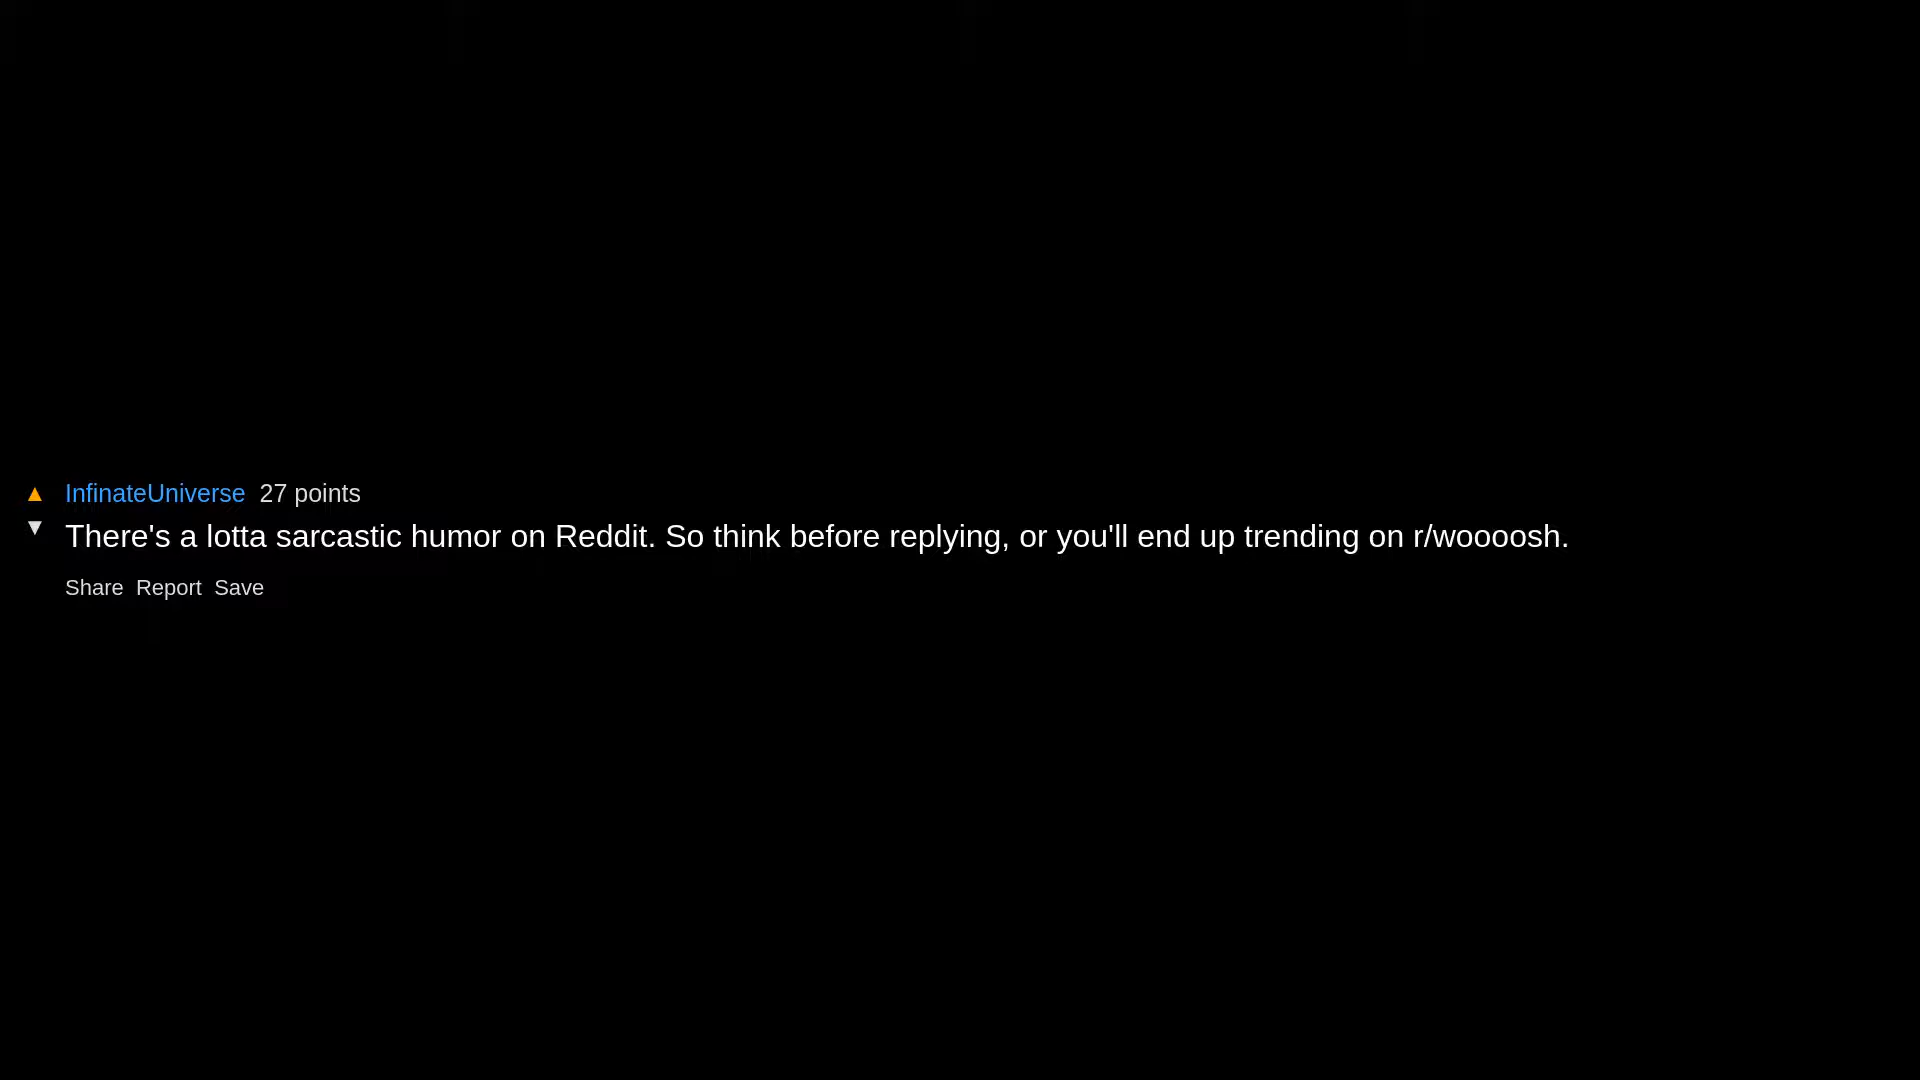 ▲ InfinateUniverse 27 points
▼ There's a lotta sarcastic humor on Reddit. So think before replying, or you'll end up trending on r/woooosh.
Share Report Save